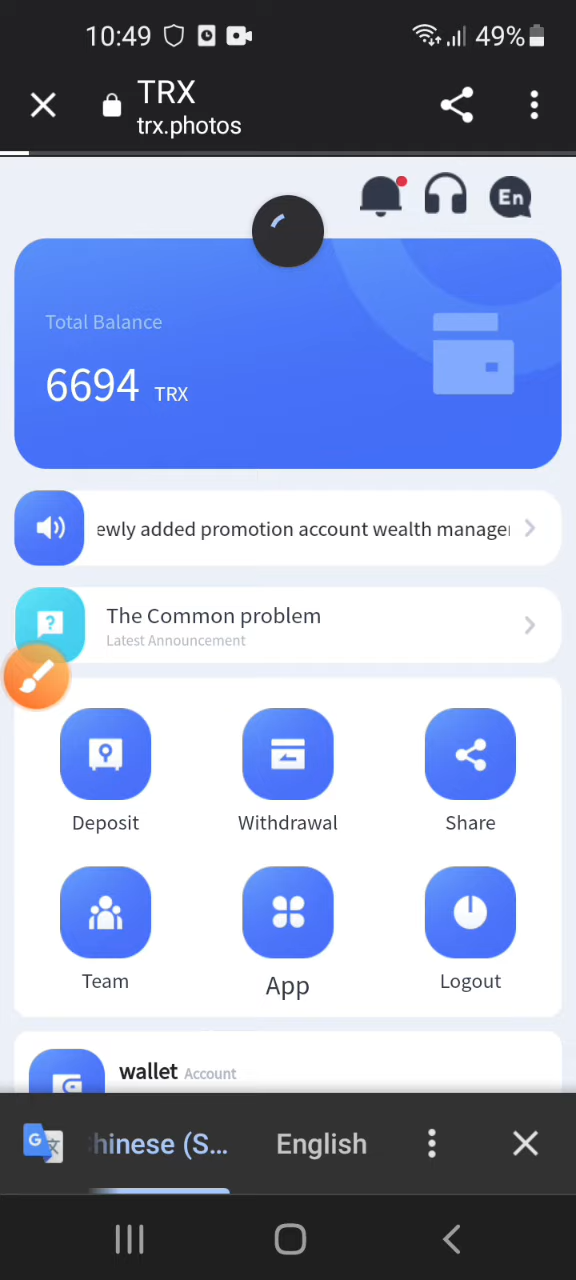 10:49
49%
TRX
trx.photos
En
Total Balance
6694 TRX
ewly added promotion account wealth manage
The Common problem
Latest Announcement
Deposit
Withdrawal
Share
Team
App
Logout
wallet Account
hinese (S... English